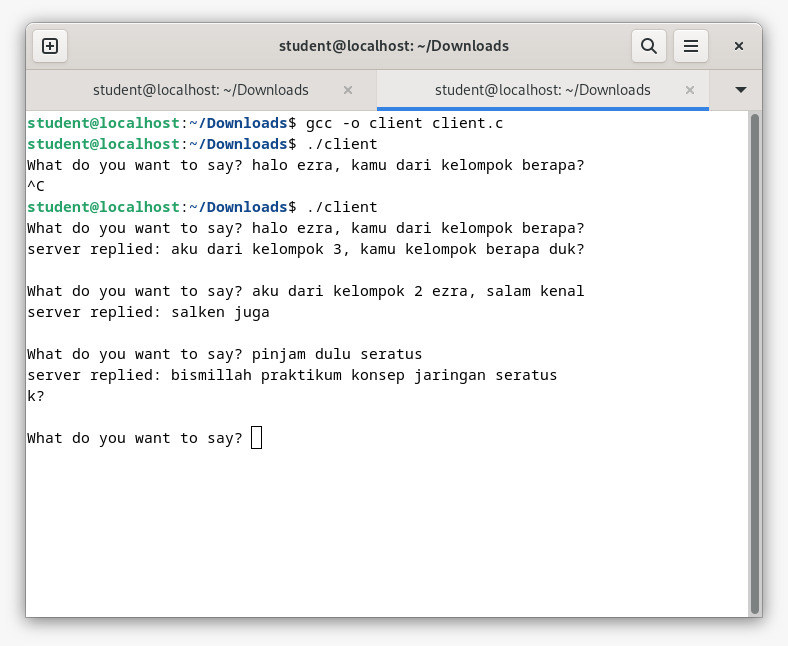 student@localhost: ~/Downloads
student@localhost: ~/Downloads
student@localhost: ~/Downloads
student@localhost:~/Downloads$ gcc -o client client.c
student@localhost:~/Downloads$ ./client
What do you want to say? halo ezra, kamu dari kelompok berapa?
^C
student@localhost:~/Downloads$ ./client
What do you want to say? halo ezra, kamu dari kelompok berapa?
server replied: aku dari kelompok 3, kamu kelompok berapa duk?
What do you want to say? aku dari kelompok 2 ezra, salam kenal
server replied: salken juga
What do you want to say? pinjam dulu seratus
server replied: bismillah praktikum konsep jaringan seratus
k?
What do you want to say?